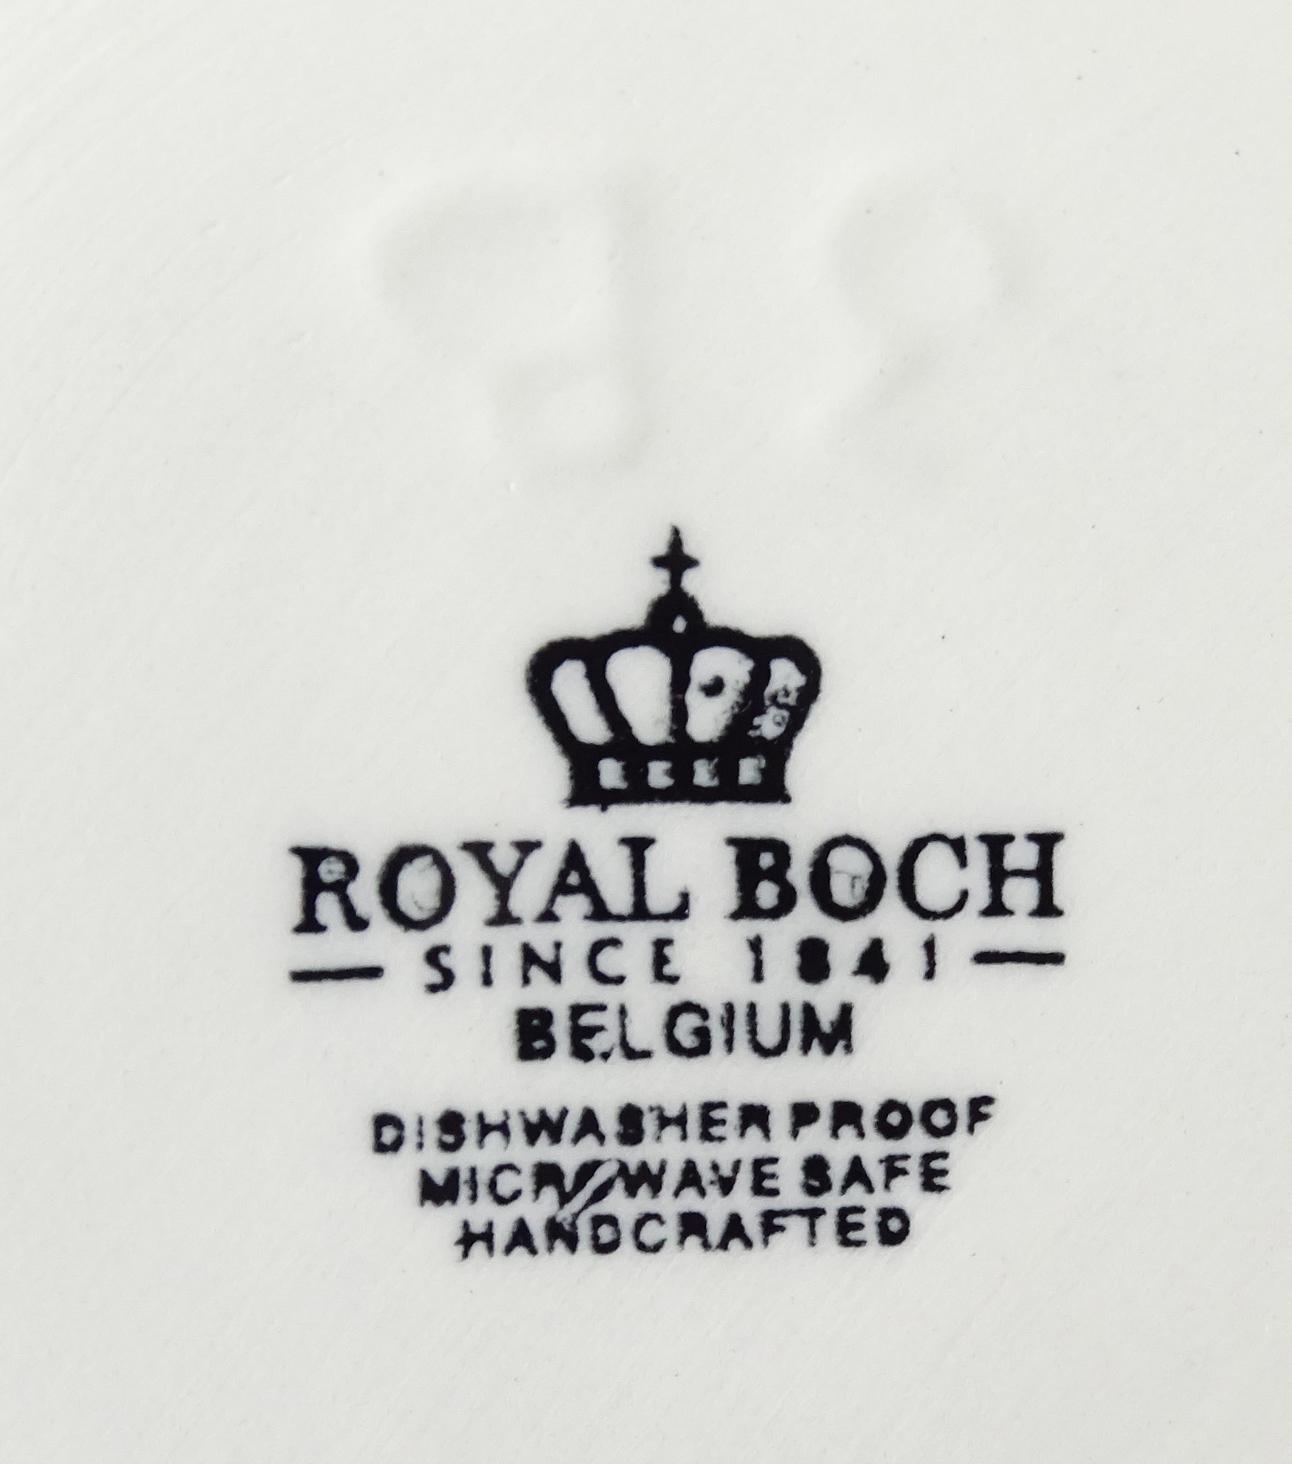 ROYAL BOCH
SINCE 1841
BELGIUM
DISHWASHER PROOF
MICROWAVE SAFE
HANDCRAFTED